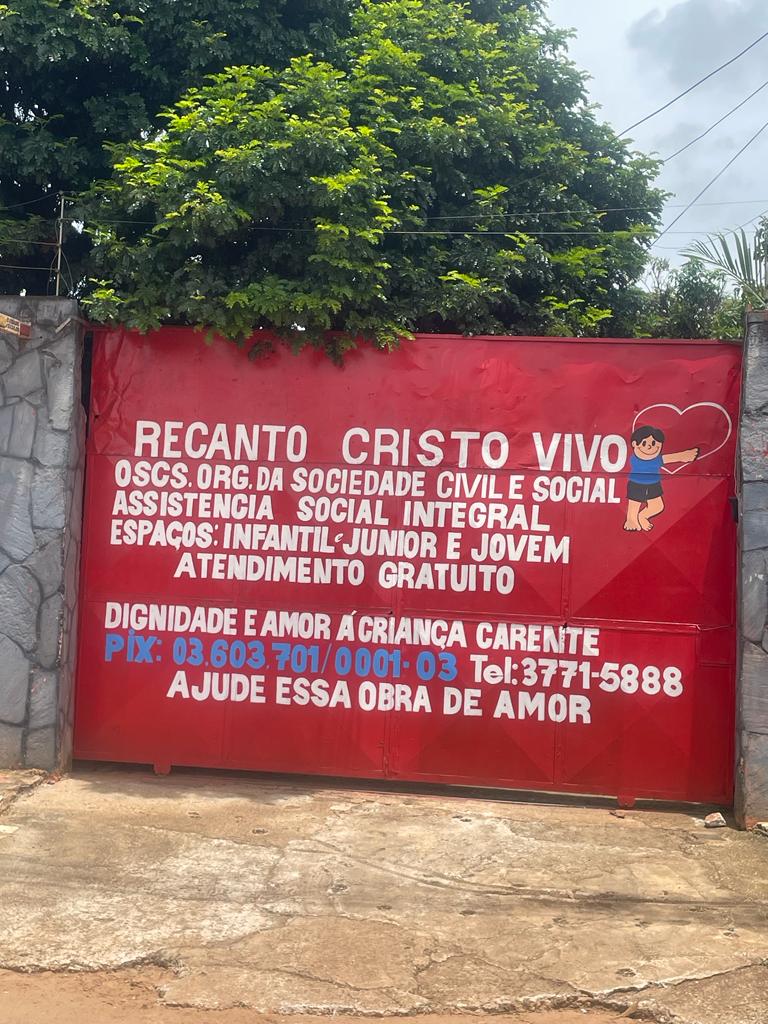 RECANTO CRISTO VIVO
OSCS. ORG. DA SOCIEDADE CIVIL E SOCIAL
ASSISTENCIA SOCIAL INTEGRAL
ESPAÇOS: INFANTIL e JUNIOR E JOVEM
ATENDIMENTO GRATUITO
DIGNIDADE E AMOR Á CRIANÇA CARENTE
PIX: 03.603.701/0001-03 Tel:3771-5888
AJUDE ESSA OBRA DE AMOR